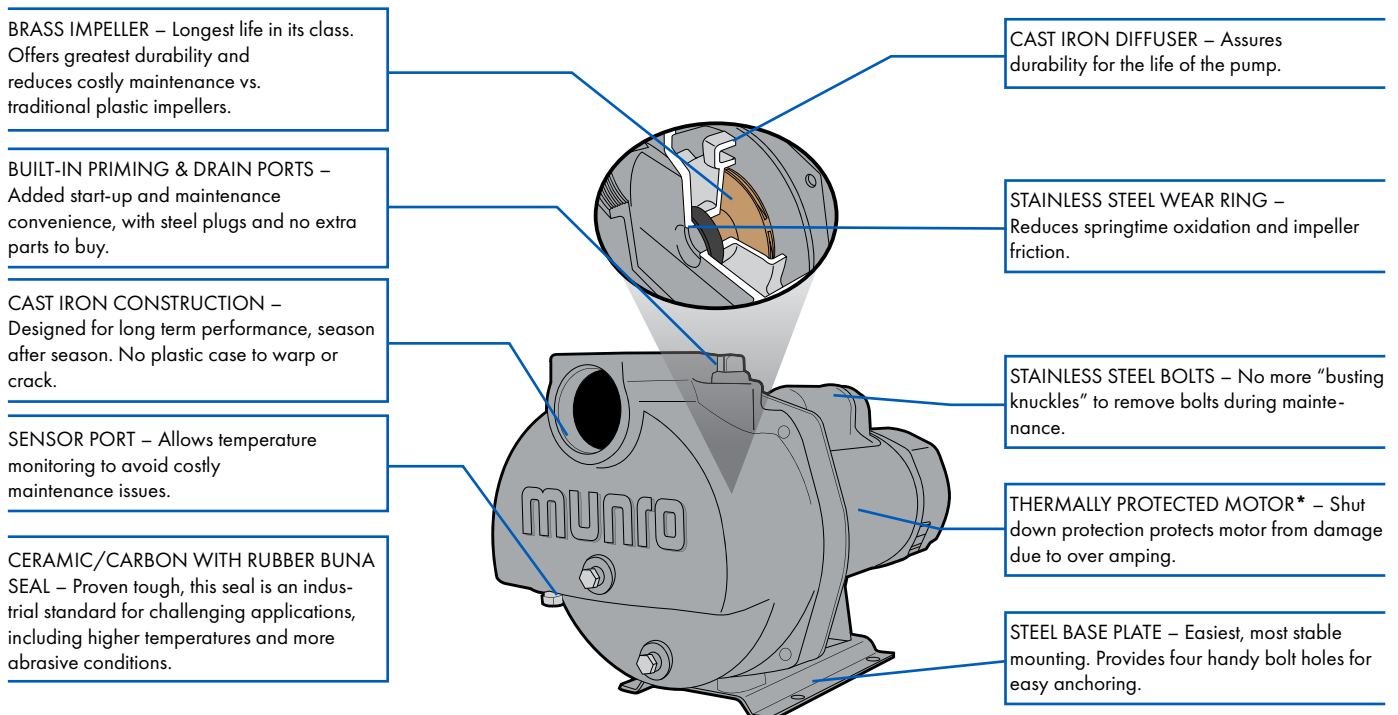 BRASS IMPELLER – Longest life in its class.
Offers greatest durability and
reduces costly maintenance vs.
traditional plastic impellers.
BUILT-IN PRIMING & DRAIN PORTS –
Added start-up and maintenance
convenience, with steel plugs and no extra
parts to buy.
CAST IRON CONSTRUCTION –
Designed for long term performance, season
after season. No plastic case to warp or
crack.
SENSOR PORT – Allows temperature
monitoring to avoid costly
maintenance issues.
CERAMIC/CARBON WITH RUBBER BUNA
SEAL – Proven tough, this seal is an indus-
trial standard for challenging applications,
including higher temperatures and more
abrasive conditions.
munro
CAST IRON DIFFUSER – Assures
durability for the life of the pump.
STAINLESS STEEL WEAR RING –
Reduces springtime oxidation and impeller
friction.
STAINLESS STEEL BOLTS – No more “busting
knuckles” to remove bolts during mainte-
nance.
THERMALLY PROTECTED MOTOR* – Shut
down protection protects motor from damage
due to over amping.
STEEL BASE PLATE – Easiest, most stable
mounting. Provides four handy bolt holes for
easy anchoring.